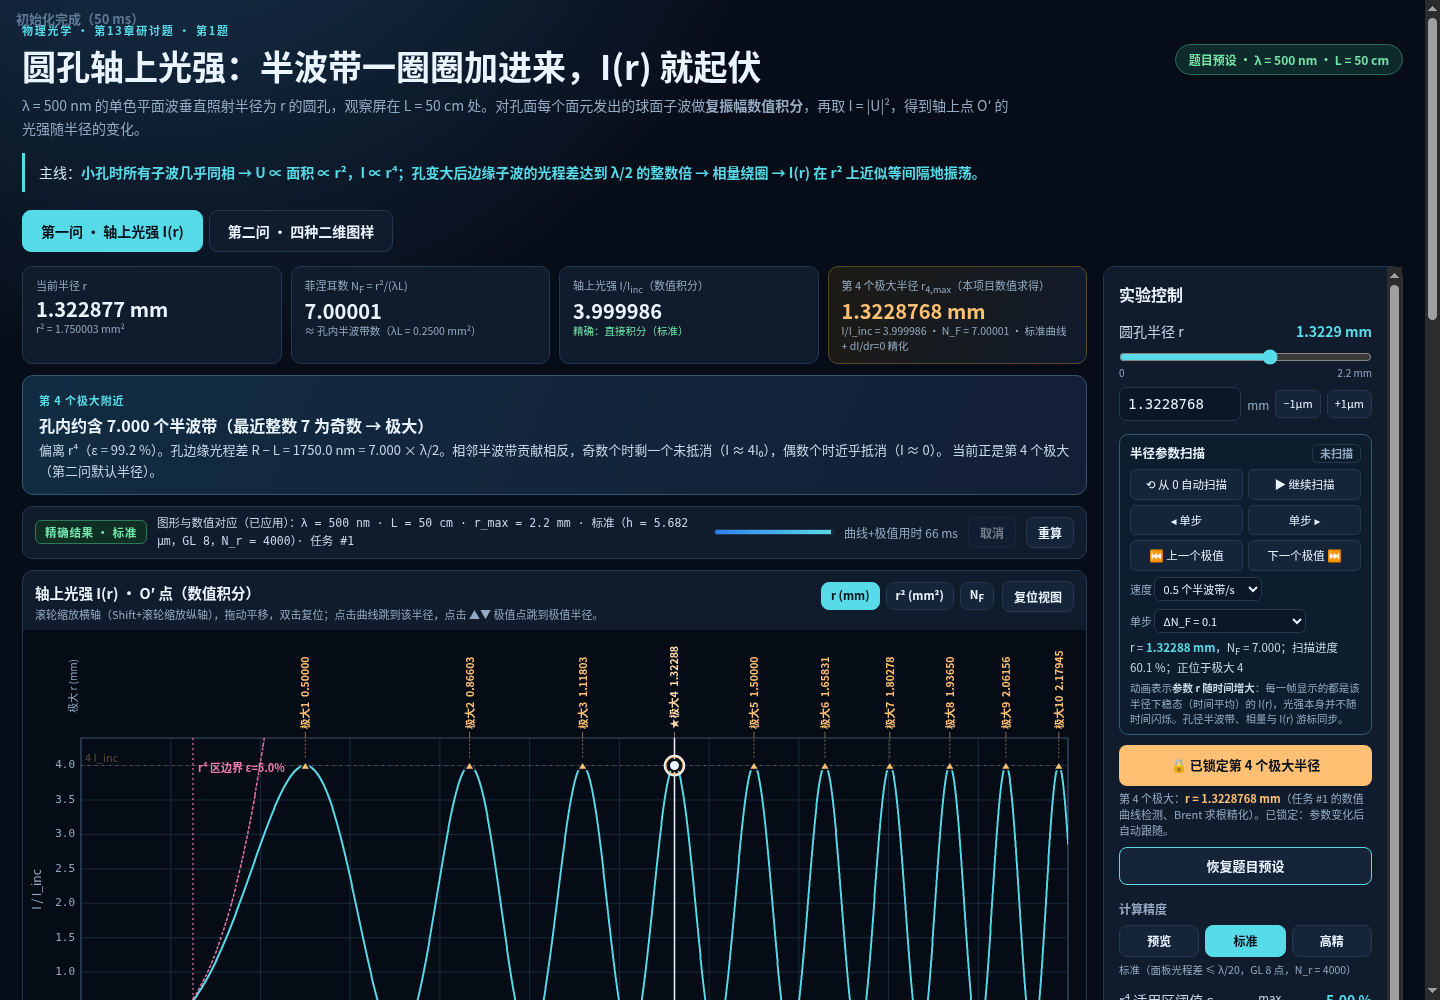 初始化完成（50 ms）
物理光学 · 第13章研讨题 · 第1题
圆孔轴上光强：半波带一圈圈加进来，I(r) 就起伏
题目预设 · λ = 500 nm · L = 50 cm
λ = 500 nm 的单色平面波垂直照射半径为 r 的圆孔，观察屏在 L = 50 cm 处。对孔面每个面元发出的球面子波做复振幅数值积分，再取 I = |U|²，得到轴上点 O′ 的
光强随半径的变化。
主线：小孔时所有子波几乎同相 → U ∝ 面积 ∝ r²，I ∝ r⁴；孔变大后边缘子波的光程差达到 λ/2 的整数倍 → 相量绕圈 → I(r) 在 r² 上近似等间隔地振荡。
第一问 · 轴上光强 I(r)
第二问 · 四种二维图样
当前半径 r
1.322877 mm
r² = 1.750003 mm²
菲涅耳数 N_F = r²/(λL)
7.00001
≈ 孔内半波带数（λL = 0.2500 mm²）
轴上光强 I/I_inc（数值积分）
3.999986
精确：直接积分（标准）
第 4 个极大半径 r_4,max（本项目数值求得）
1.3228768 mm
I/I_inc = 3.999986 · N_F = 7.00001 · 标准曲线
+ dI/dr=0 精化
第 4 个极大附近
孔内约含 7.000 个半波带（最近整数 7 为奇数 → 极大）
偏离 r⁴（ε = 99.2 %）。孔边缘光程差 R − L = 1750.0 nm = 7.000 × λ/2。相邻半波带贡献相反，奇数个时剩一个未抵消（I ≈ 4I₀），偶数个时近乎抵消（I ≈ 0）。 当前正是第 4 个极大
（第二问默认半径）。
精确结果 · 标准
图形与数值对应（已应用）：λ = 500 nm · L = 50 cm · r_max = 2.2 mm · 标准（h = 5.682
μm，GL 8，N_r = 4000）· 任务 #1
曲线+极值用时 66 ms
取消
重算
轴上光强 I(r) · O′ 点（数值积分）
滚轮缩放横轴（Shift+滚轮缩放纵轴），拖动平移，双击复位；点击曲线跳到该半径，点击 ▲▼ 极值点跳到极值半径。
r (mm)
r² (mm²)
N_F
复位视图
极大 r (mm)
极大1 0.50000
极大2 0.86603
极大3 1.11803
★极大4 1.32288
极大5 1.50000
极大6 1.65831
极大7 1.80278
极大8 1.93650
极大9 2.06156
极大10 2.17945
4 I_inc
r⁴ 区边界 ε=5.0%
4.0
3.5
3.0
2.5
2.0
1.5
1.0
I / I_inc
实验控制
圆孔半径 r
1.3229 mm
0
2.2 mm
1.3228768
mm
−1μm
+1μm
半径参数扫描
未扫描
⟲ 从 0 自动扫描
▶ 继续扫描
◂ 单步
单步 ▸
⏪ 上一个极值
下一个极值 ⏩
速度 0.5 个半波带/s
单步 ΔN_F = 0.1
r = 1.32288 mm，N_F = 7.000；扫描进度
60.1 %；正位于极大 4
动画表示参数 r 随时间增大：每一帧显示的都是该
半径下稳态（时间平均）的 I(r)，光强本身并不随
时间闪烁。孔径半波带、相量与 I(r) 游标同步。
🔒 已锁定第 4 个极大半径
第 4 个极大：r = 1.3228768 mm（任务 #1 的数值
曲线检测、Brent 求根精化）。已锁定：参数变化后
自动跟随。
恢复题目预设
计算精度
预览
标准
高精
标准（面板光程差 ≤ λ/20，GL 8 点，N_r = 4000）